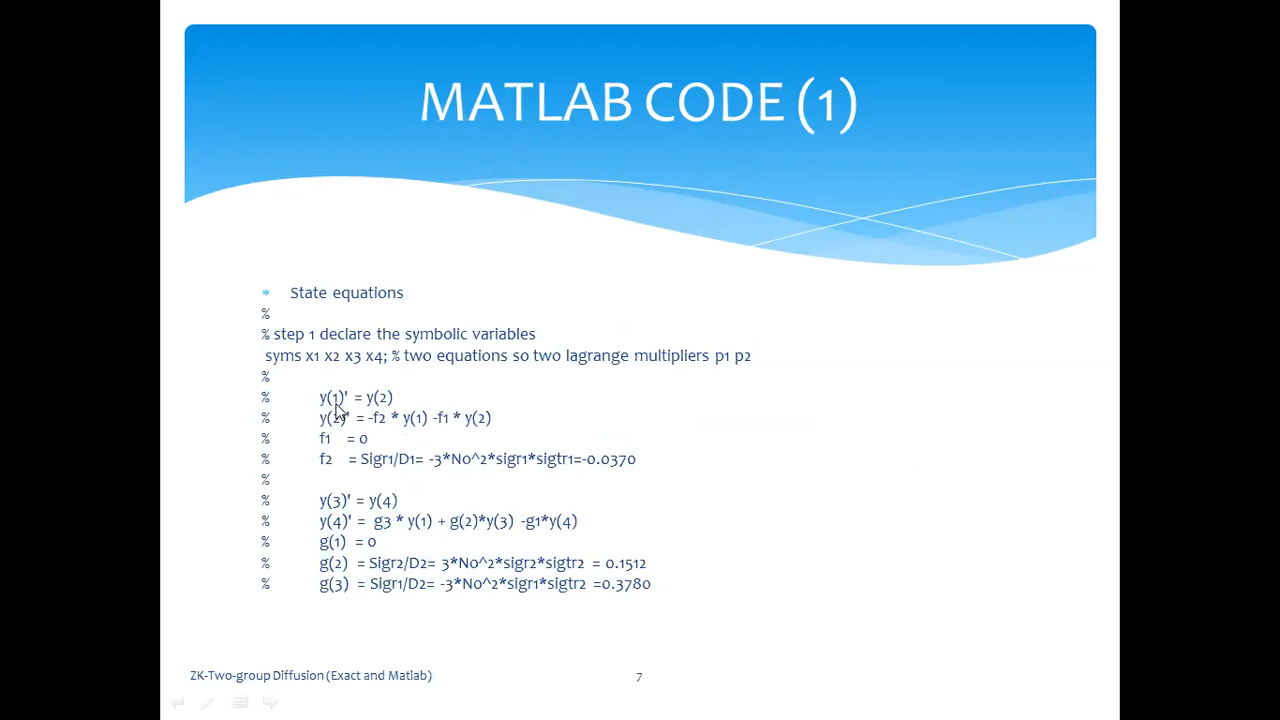 MATLAB CODE (1)
* State equations
%
% step 1 declare the symbolic variables
syms x1 x2 x3 x4; % two equations so two lagrange multipliers p1 p2
%
% y(1)' = y(2)
% y(2)' = -f2 * y(1) -f1 * y(2)
% f1 = 0
% f2 = Sigr1/D1= -3*No^2*sigr1*sigtr1=-0.0370
%
% y(3)' = y(4)
% y(4)' = g3 * y(1) + g(2)*y(3) -g1*y(4)
% g(1) = 0
% g(2) = Sigr2/D2= 3*No^2*sigr2*sigtr2 = 0.1512
% g(3) = Sigr1/D2= -3*No^2*sigr1*sigtr2 =0.3780
ZK-Two-group Diffusion (Exact and Matlab)
7